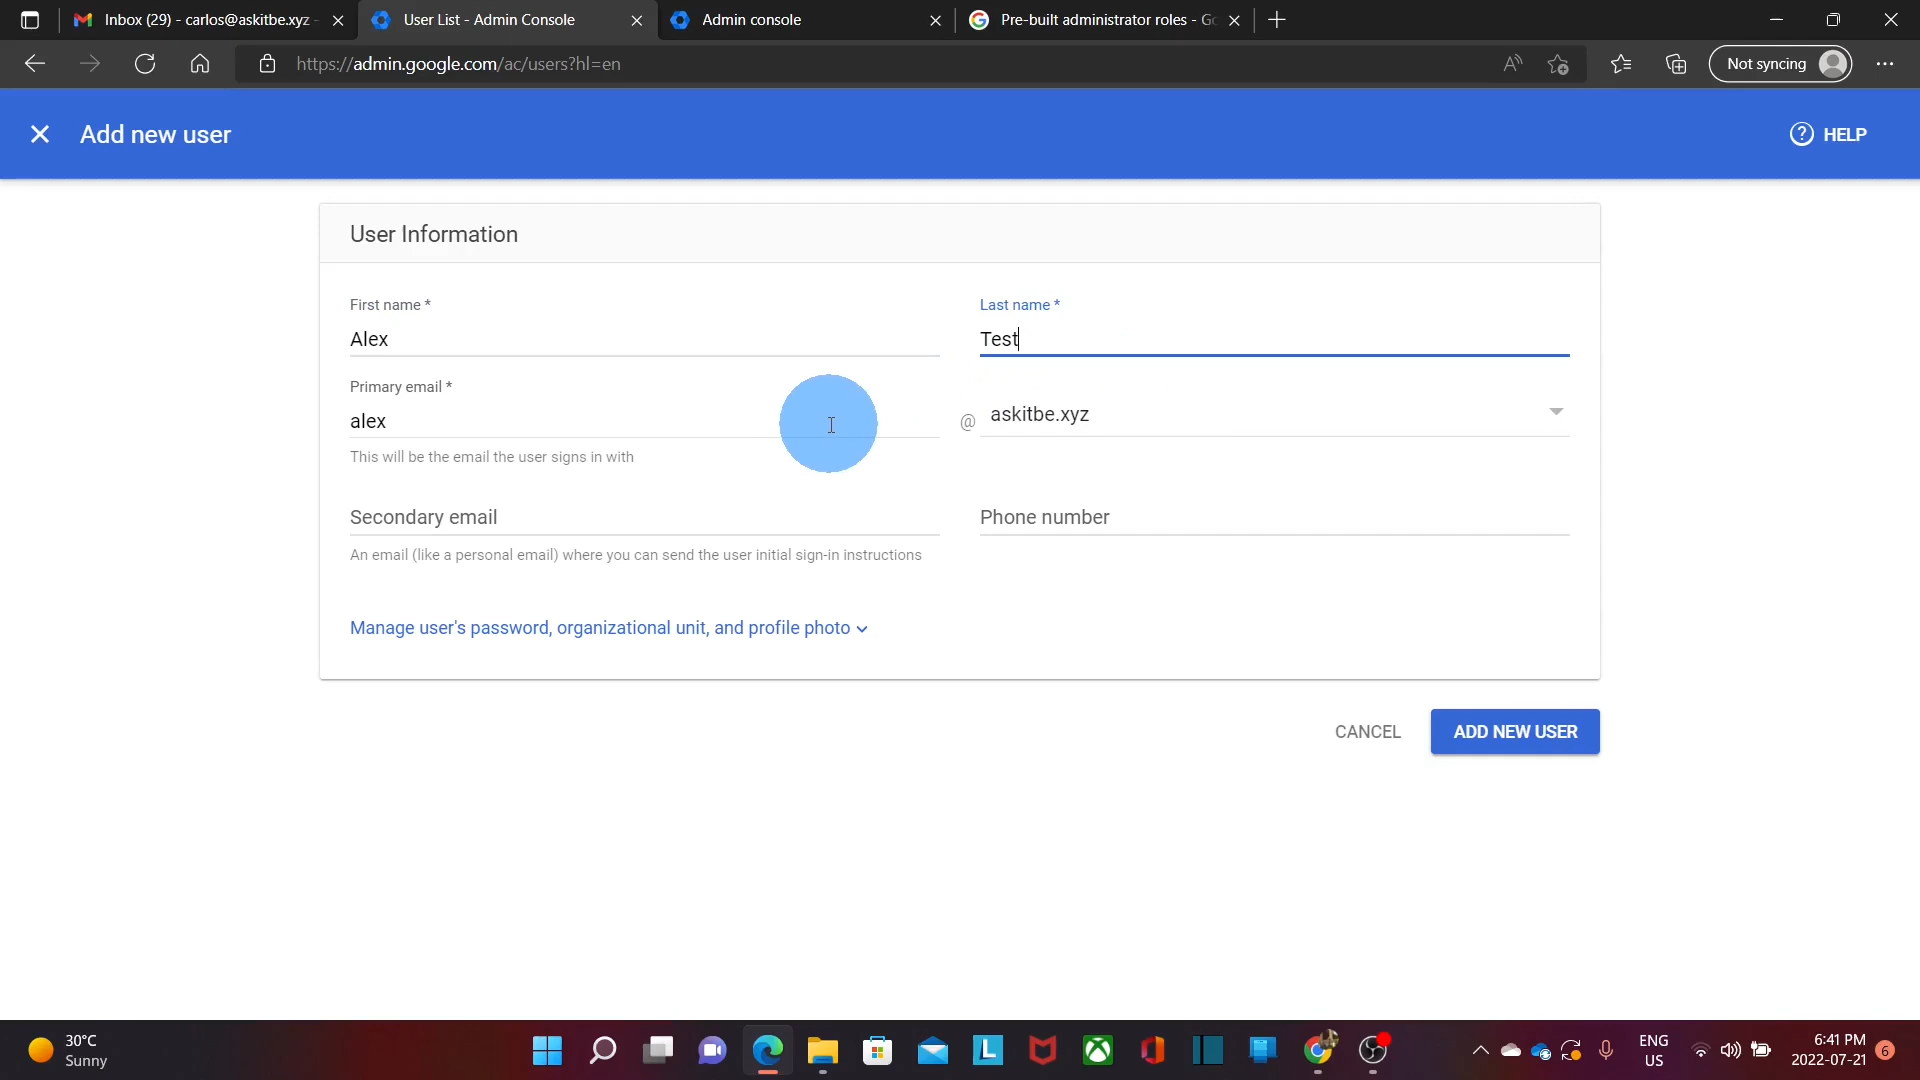 Inbox (29) - carlos@askitbe.xyz -
User List - Admin Console
Admin console
Pre-built administrator roles - Go
https://admin.google.com/ac/users?hl=en
Not syncing
Add new user
HELP
User Information
First name *
Last name *
Alex
Test
Primary email *
alex
@
askitbe.xyz
This will be the email the user signs in with
Secondary email
Phone number
An email (like a personal email) where you can send the user initial sign-in instructions
Manage user's password, organizational unit, and profile photo
CANCEL
ADD NEW USER
30°C
Sunny
ENG
US
6:41 PM
2022-07-21
6